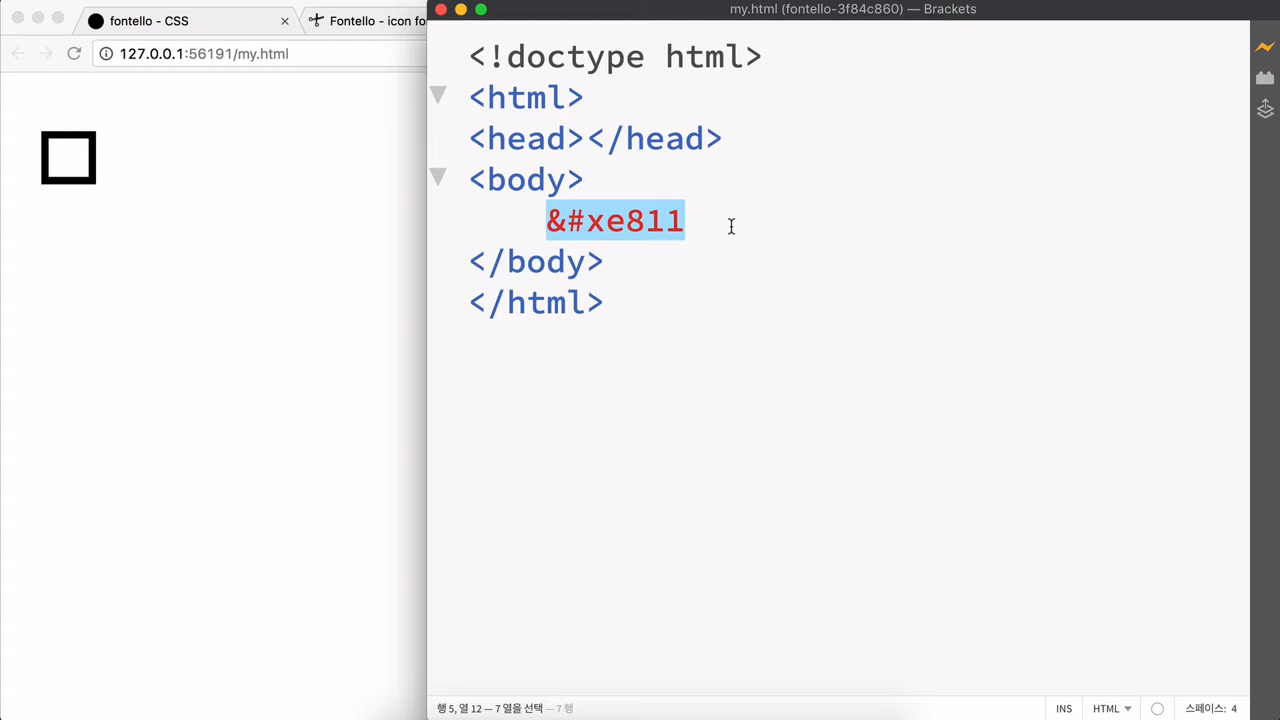 fontello - CSS
Fontello - icon fo
127.0.0.1:56191/my.html
my.html (fontello-3f84c860) — Brackets
<!doctype html>
<html>
<head></head>
<body>
&#xe811
</body>
</html>
행 5, 열 12 — 7 열을 선택 — 7 행
INS
HTML
스페이스: 4